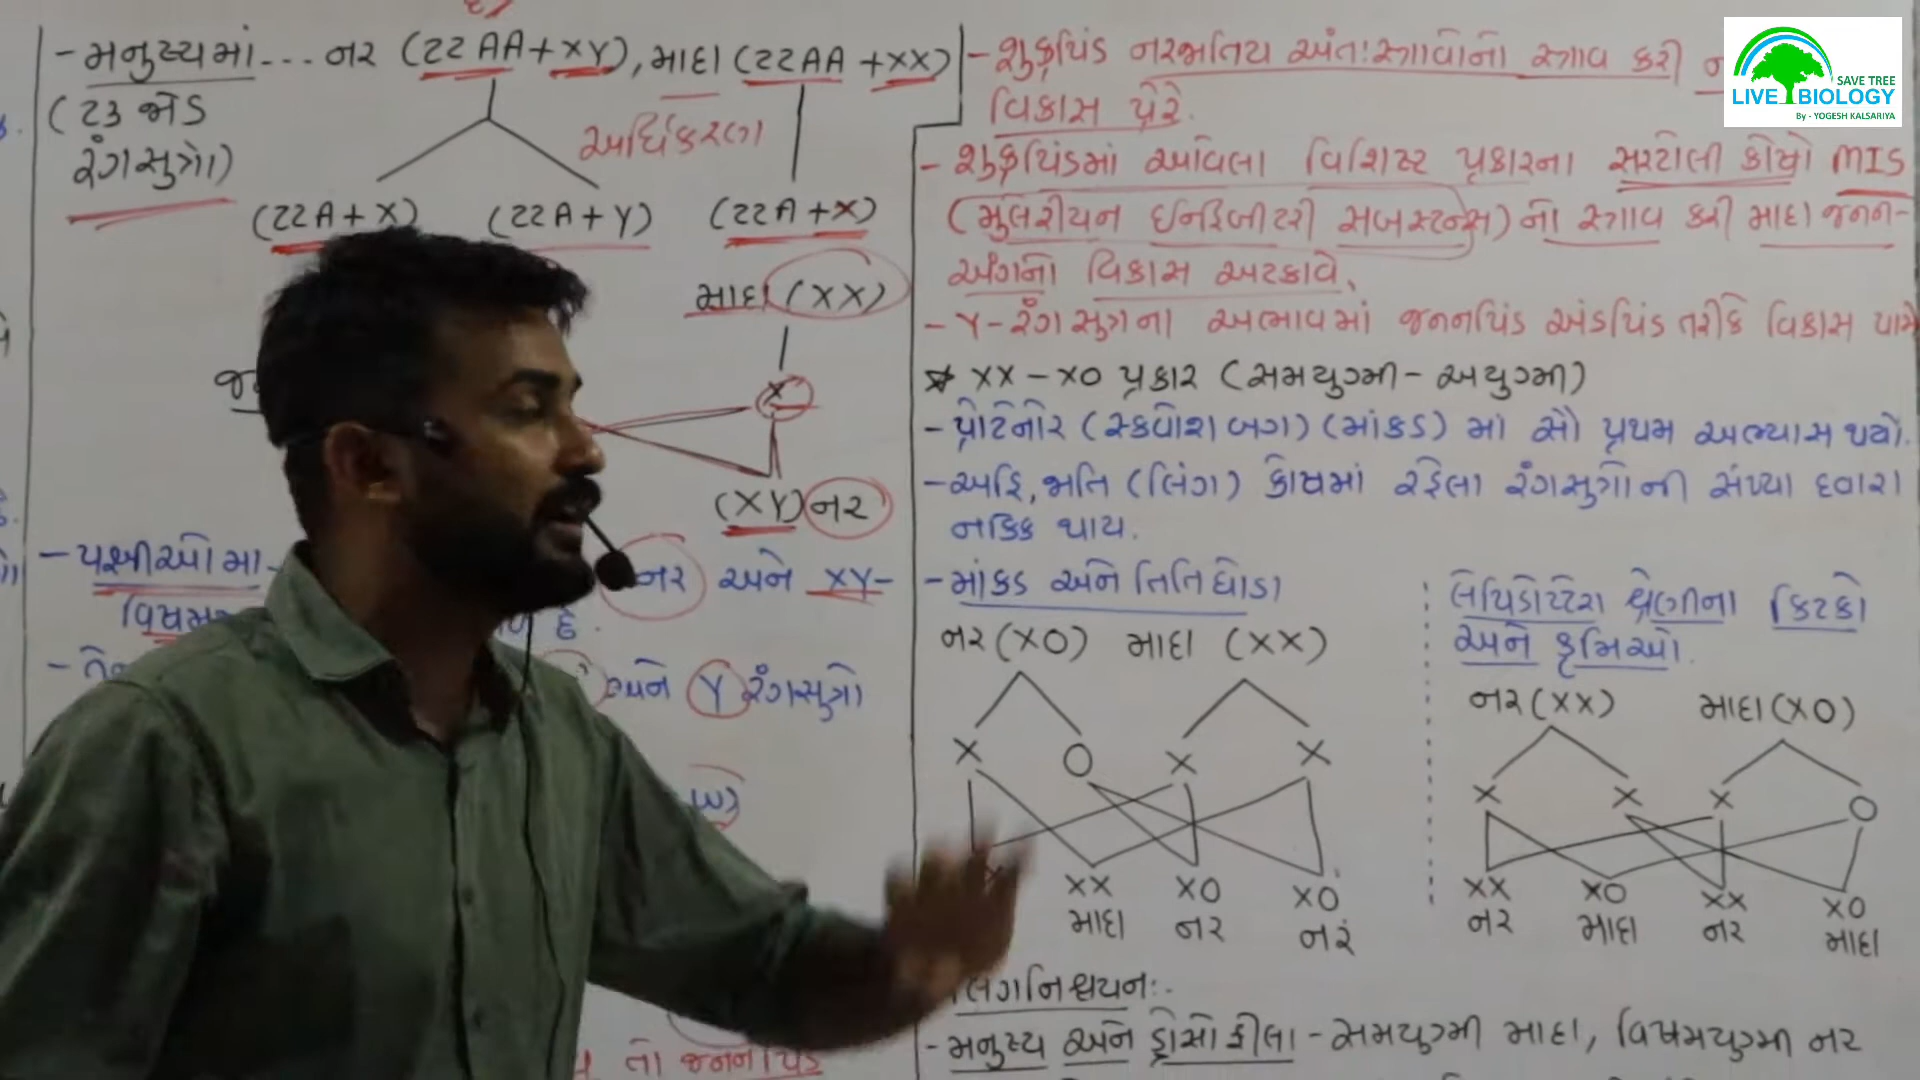 - મનુષ્યમાં... નર (22 AA + XY), માદા (22AA + XX)
(23 જોડ
રંગસુત્રો)
અર્ધિકરણ
(22A + X) (22A + Y) (22A + X)
માદા (XX)
X
(XY) નર
- પક્ષીઓમાં
નર અને XY-
છે.
અને Y રંગસુત્રો
તો જનનપિંડ
- શુક્રપિંડ નરજાતિય અંતઃસ્ત્રાવોનો સ્ત્રાવ કરી
વિકાસ પ્રેરે.
- શુક્રપિંડમાં આવેલા વિશિષ્ટ પ્રકારના સરટોલી કોષો MIS
(મુલેરીયન ઈનહિબીટરી સબસ્ટન્સ) નો સ્ત્રાવ કરી માદા જનન-
અંગનો વિકાસ અટકાવે.
- Y-રંગસુત્રના અભાવમાં જનનપિંડ અંડપિંડ તરીકે વિકાસ પામે
★ XX - XO પ્રકાર (સમયુગ્મી - અયુગ્મી)
- પ્રોટેનોર (સ્કવોશ બગ) (માંકડ) માં સૌ પ્રથમ અભ્યાસ થયો.
- અહિ, જાતિ (લિંગ) કોષમાં રહેલા રંગસુત્રોની સંખ્યા દ્વારા
નક્કિ થાય.
- માંકડ અને તિતિઘોડા
નર (XO) માદા (XX)
X O X X
XX XO XO
માદા નર નર
લેપિડોપ્ટેરા શ્રેણીના કિટકો
અને કૃમિઓ.
નર (XX) માદા (XO)
X X X O
XX XO XX XO
નર માદા નર માદા
લિંગનિશ્ચયન:-
- મનુષ્ય અને ડ્રોસોફીલા - સમયુગ્મી માદા, વિષમયુગ્મી નર
SAVE TREE
LIVE BIOLOGY
By - YOGESH KALSARIYA